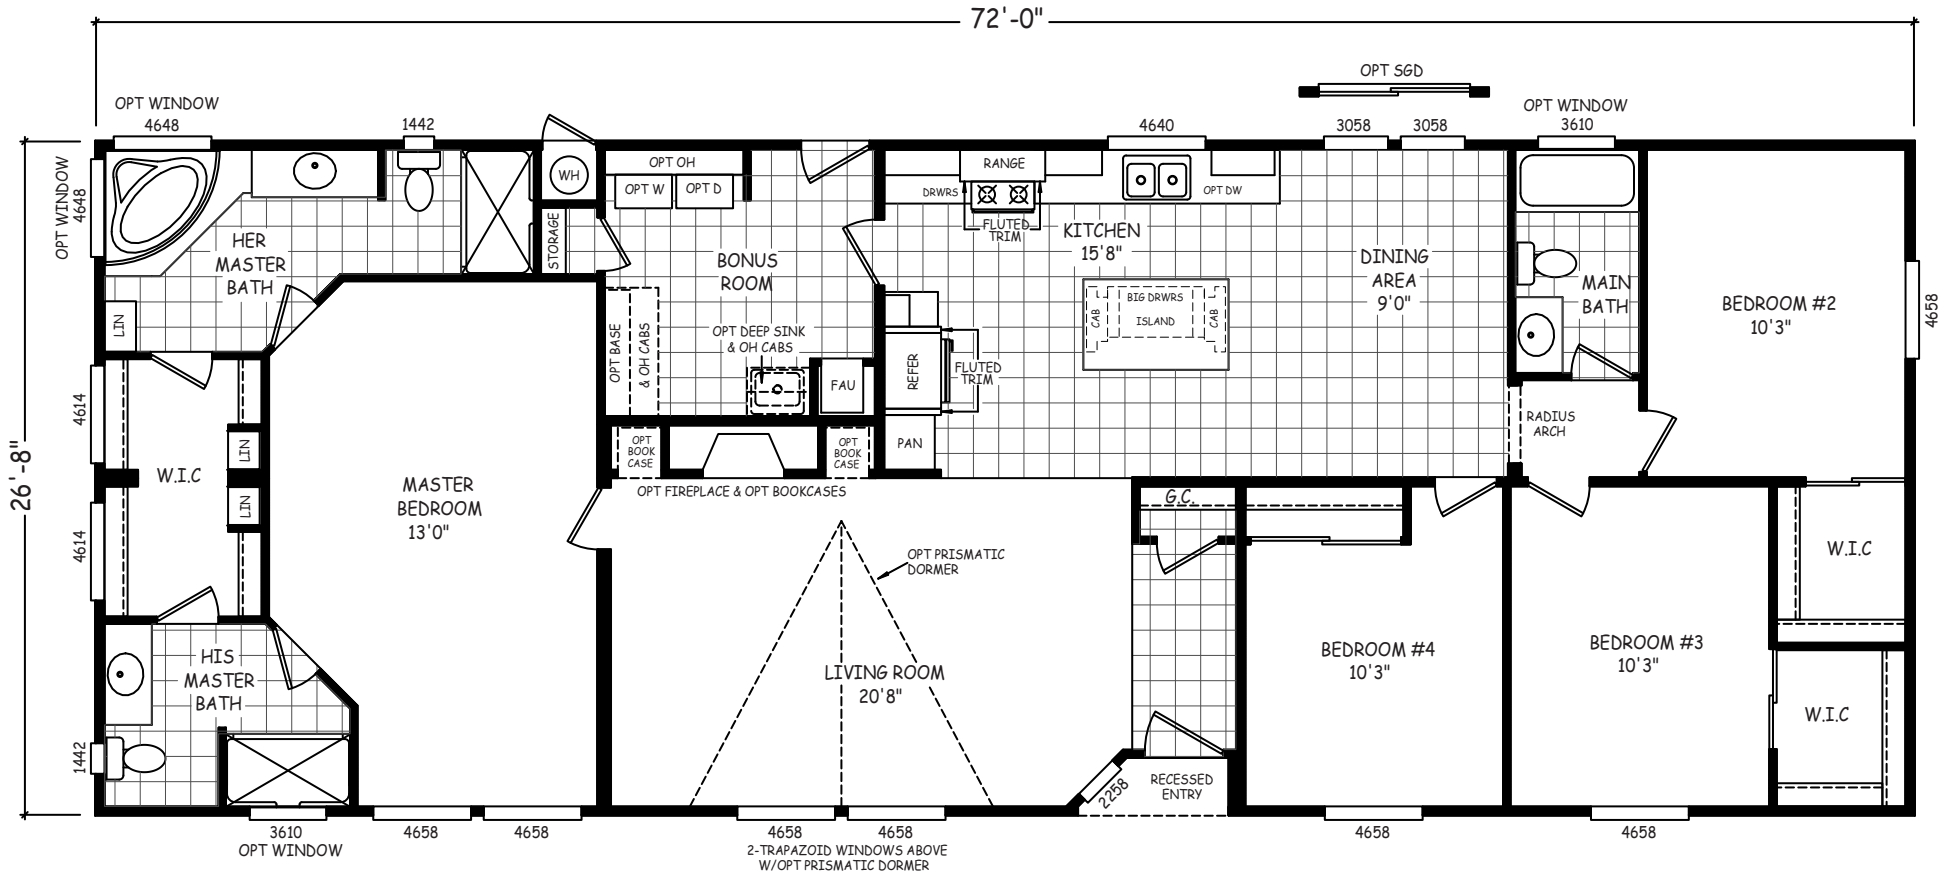 72'-0"
OPT SGD
OPT WINDOW
4648
1442
4640
3058
3058
OPT WINDOW
3610
OPT WINDOW
4648
WH
OPT OH
OPT W
OPT D
RANGE
DRWRS
OPT DW
FLUTED
TRIM
STORAGE
HER
MASTER
BATH
BONUS
ROOM
KITCHEN
15'8"
DINING
AREA
9'0"
MAIN
BATH
BEDROOM #2
10'3"
4658
BIG DRWRS
ISLAND
CAB
CAB
LIN
OPT BASE
& OH CABS
OPT DEEP SINK
& OH CABS
FAU
REFER
FLUTED
TRIM
PAN
RADIUS
ARCH
26'-8"
4614
4614
W.I.C
LIN
LIN
MASTER
BEDROOM
13'0"
OPT
BOOK
CASE
OPT
BOOK
CASE
OPT FIREPLACE & OPT BOOKCASES
G.C.
OPT PRISMATIC
DORMER
W.I.C
HIS
MASTER
BATH
LIVING ROOM
20'8"
BEDROOM #4
10'3"
BEDROOM #3
10'3"
W.I.C
1442
2258
RECESSED
ENTRY
3610
OPT WINDOW
4658
4658
4658
4658
2-TRAPAZOID WINDOWS ABOVE
W/OPT PRISMATIC DORMER
4658
4658